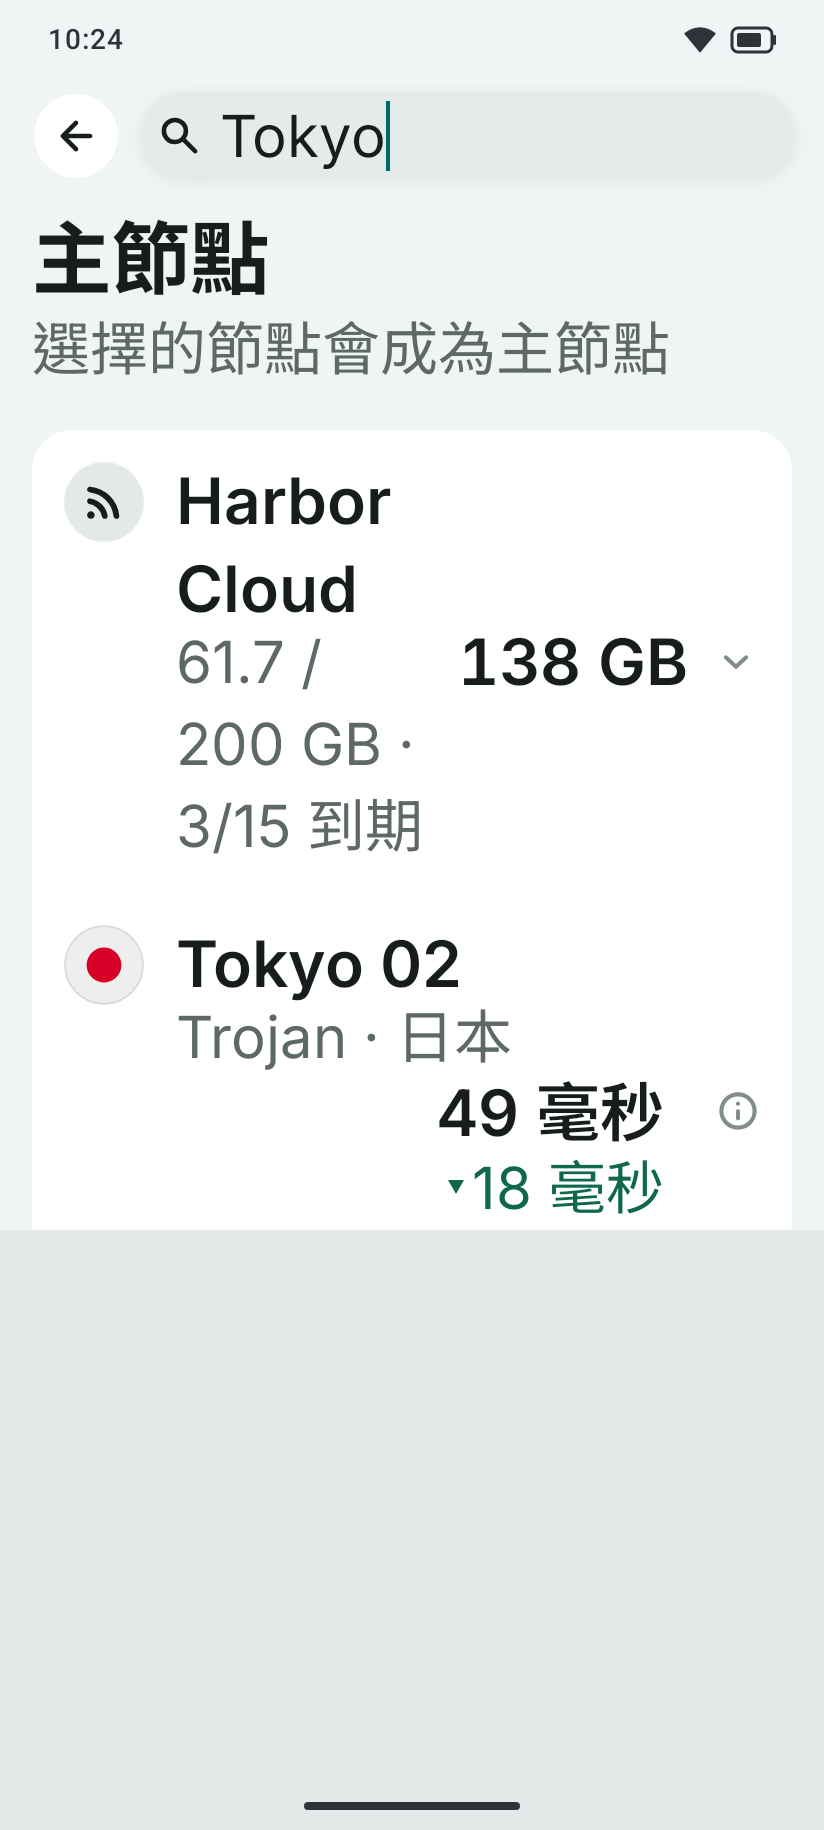 10:24
Tokyo
主節點
選擇的節點會成為主節點
Harbor
Cloud
61.7 /
200 GB ·
3/15 到期
138 GB
Tokyo 02
Trojan · 日本
49 毫秒
▼18 毫秒